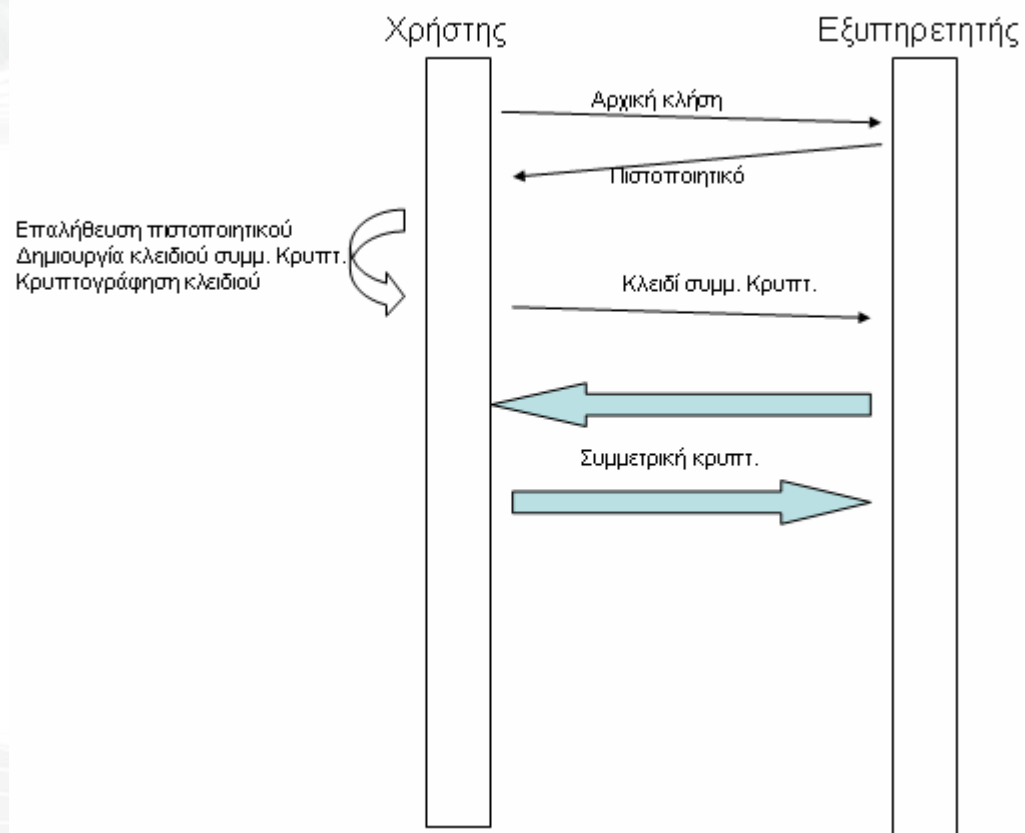 Χρήστης
Εξυπηρετητής
Αρχική κλήση
Πιστοποιητικό
Επαλήθευση πιστοποιητικού
Δημιουργία κλειδιού συμμ. Κρυπτ.
Κρυπτογράφηση κλειδιού
Κλειδί συμμ. Κρυπτ.
Συμμετρική κρυπτ.